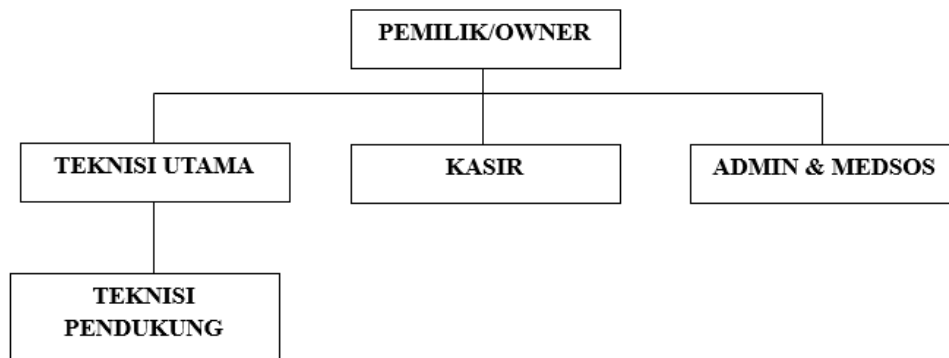 PEMILIK/OWNER
TEKNISI UTAMA
KASIR
ADMIN & MEDSOS
TEKNISI
PENDUKUNG